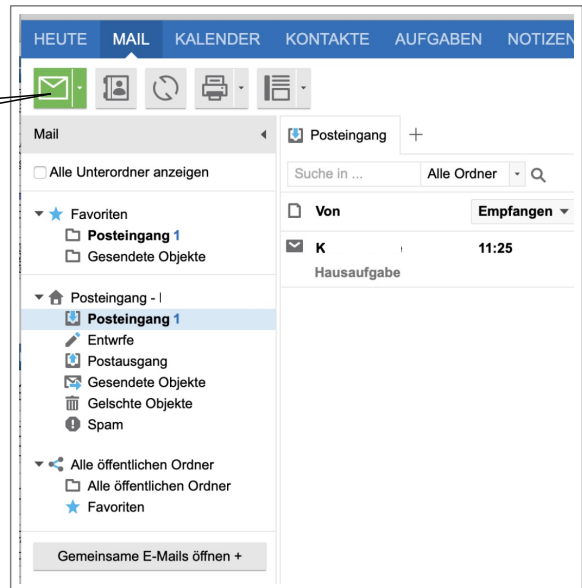 HEUTE MAIL KALENDER KONTAKTE AUFGABEN NOTIZEN
Mail
Posteingang +
Alle Unterordner anzeigen
Suche in ... Alle Ordner
Von Empfangen
Favoriten
Posteingang 1
Gesendete Objekte
K 11:25
Hausaufgabe
Posteingang -
Posteingang 1
Entwrfe
Postausgang
Gesendete Objekte
Gelschte Objekte
Spam
Alle öffentlichen Ordner
Alle öffentlichen Ordner
Favoriten
Gemeinsame E-Mails öffnen +